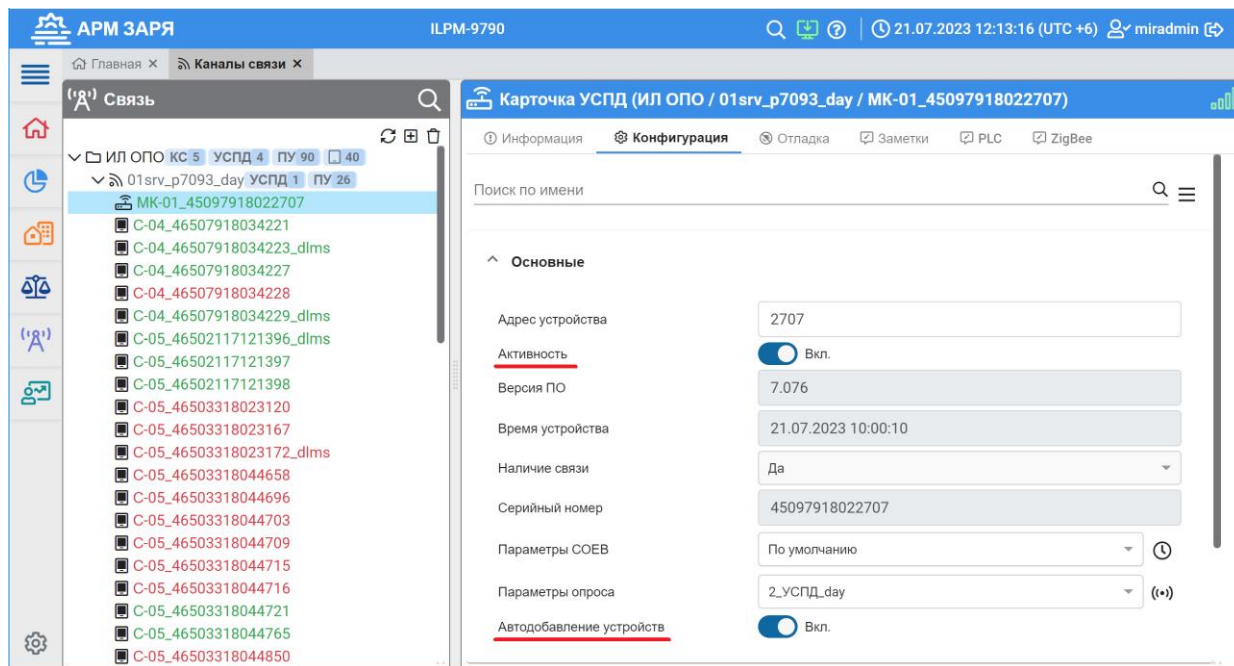 АРМ ЗАРЯ
ILPM-9790
21.07.2023 12:13:16 (UTC +6)
miradmin
Главная
Каналы связи
Связь
ИЛ ОПО КС 5 УСПД 4 ПУ 90 40
01srv_p7093_day УСПД 1 ПУ 26
МК-01_45097918022707
С-04_46507918034221
С-04_46507918034223_dlms
С-04_46507918034227
С-04_46507918034228
С-04_46507918034229_dlms
С-05_46502117121396_dlms
С-05_46502117121397
С-05_46502117121398
С-05_46503318023120
С-05_46503318023167
С-05_46503318023172_dlms
С-05_46503318044658
С-05_46503318044696
С-05_46503318044703
С-05_46503318044709
С-05_46503318044715
С-05_46503318044716
С-05_46503318044721
С-05_46503318044765
С-05_46503318044850
Карточка УСПД (ИЛ ОПО / 01srv_p7093_day / МК-01_45097918022707)
Информация Конфигурация Отладка Заметки PLC ZigBee
Поиск по имени
Основные
Адрес устройства 2707
Активность Вкл.
Версия ПО 7.076
Время устройства 21.07.2023 10:00:10
Наличие связи Да
Серийный номер 45097918022707
Параметры СОЕВ По умолчанию
Параметры опроса 2_УСПД_day
Автодобавление устройств Вкл.